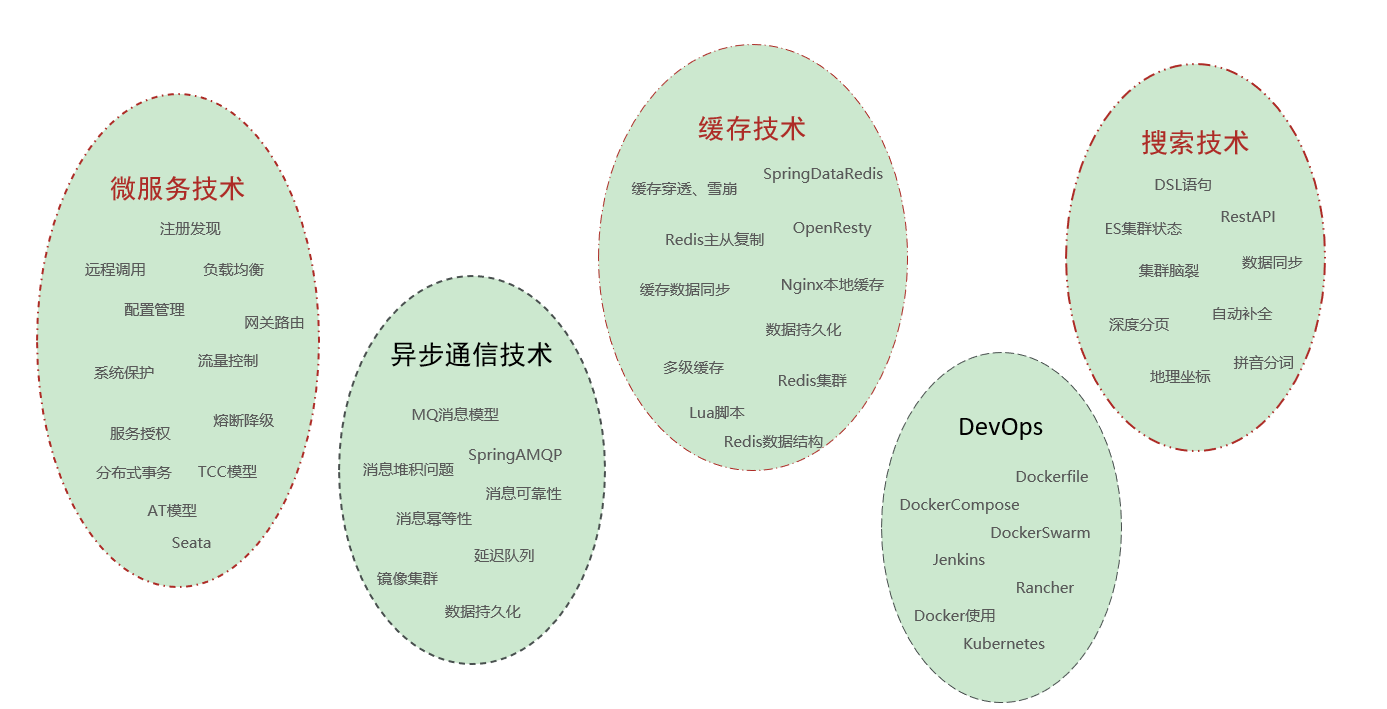 微服务技术
注册发现
远程调用
负载均衡
配置管理
网关路由
流量控制
系统保护
熔断降级
服务授权
分布式事务
TCC模型
AT模型
Seata
异步通信技术
MQ消息模型
SpringAMQP
消息堆积问题
消息可靠性
消息幂等性
延迟队列
镜像集群
数据持久化
缓存技术
SpringDataRedis
缓存穿透、雪崩
OpenResty
Redis主从复制
Nginx本地缓存
缓存数据同步
数据持久化
多级缓存
Redis集群
Lua脚本
Redis数据结构
DevOps
Dockerfile
DockerCompose
DockerSwarm
Jenkins
Rancher
Docker使用
Kubernetes
搜索技术
DSL语句
RestAPI
ES集群状态
数据同步
集群脑裂
自动补全
深度分页
拼音分词
地理坐标